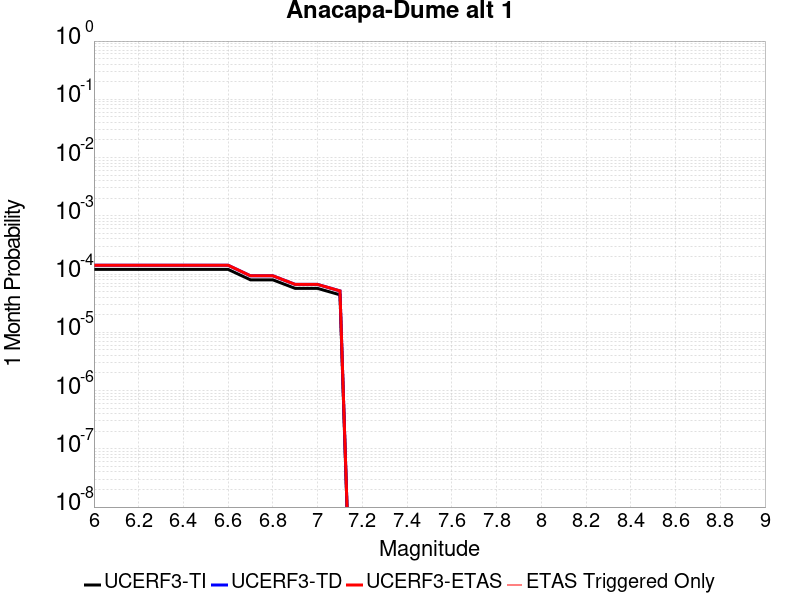 Anacapa-Dume alt 1
1 Month Probability
10^0
10^-1
10^-2
10^-3
10^-4
10^-5
10^-6
10^-7
10^-8
6 6.2 6.4 6.6 6.8 7 7.2 7.4 7.6 7.8 8 8.2 8.4 8.6 8.8 9
Magnitude
UCERF3-TI UCERF3-TD UCERF3-ETAS ETAS Triggered Only